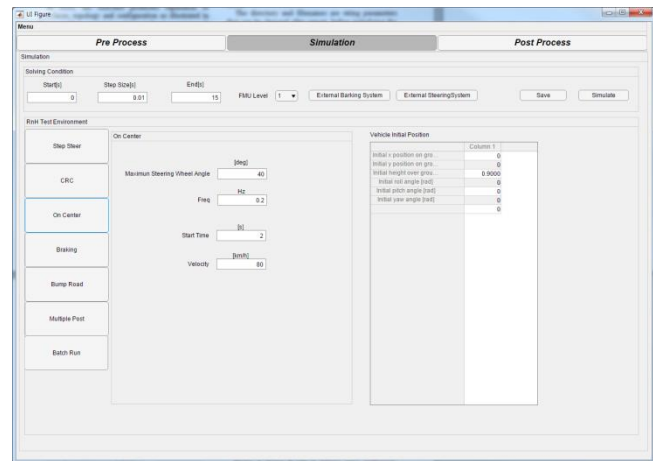 UI Figure
Menu
Pre Process
Simulation
Post Process
Simulation
Solving Condition
Start[s]
Step Size[s]
End[s]
0
0.01
15
FMU Level
1
External Barking System
External SteeringSystem
Save
Simulate
RnH Test Environment
Step Steer
CRC
On Center
Braking
Bump Road
Multiple Post
Batch Run
On Center
[deg]
Maximun Steering Wheel Angle
40
Hz
Freq
0.2
[s]
Start Time
2
[km/h]
Velocity
80
Vehicle Initial Position
Column 1
Initial x position on gro...
0
Initial y position on gro...
0
Initial height over grou...
0.9000
Initial roll angle [rad]
0
Initial pitch angle [rad]
0
Initial yaw angle [rad]
0
0